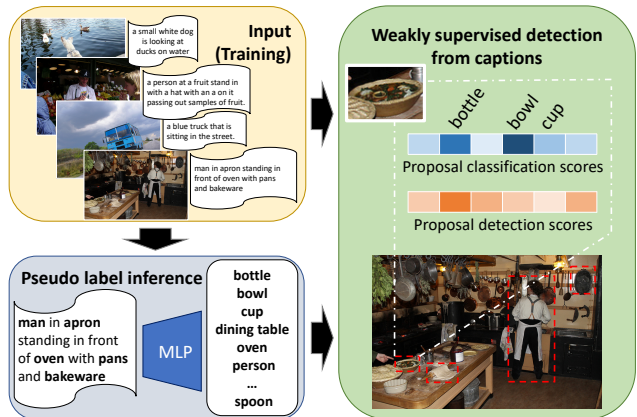 Input
(Training)
a small white dog
is looking at
ducks on water
a person at a fruit stand in
with a hat with an a on it
passing out samples of fruit.
a blue truck that is
sitting in the street.
man in apron standing in
front of oven with pans
and bakeware
Pseudo label inference
man in apron
standing in front
of oven with pans
and bakeware
MLP
bottle
bowl
cup
dining table
oven
person
...
spoon
Weakly supervised detection
from captions
bottle
bowl
cup
Proposal classification scores
Proposal detection scores